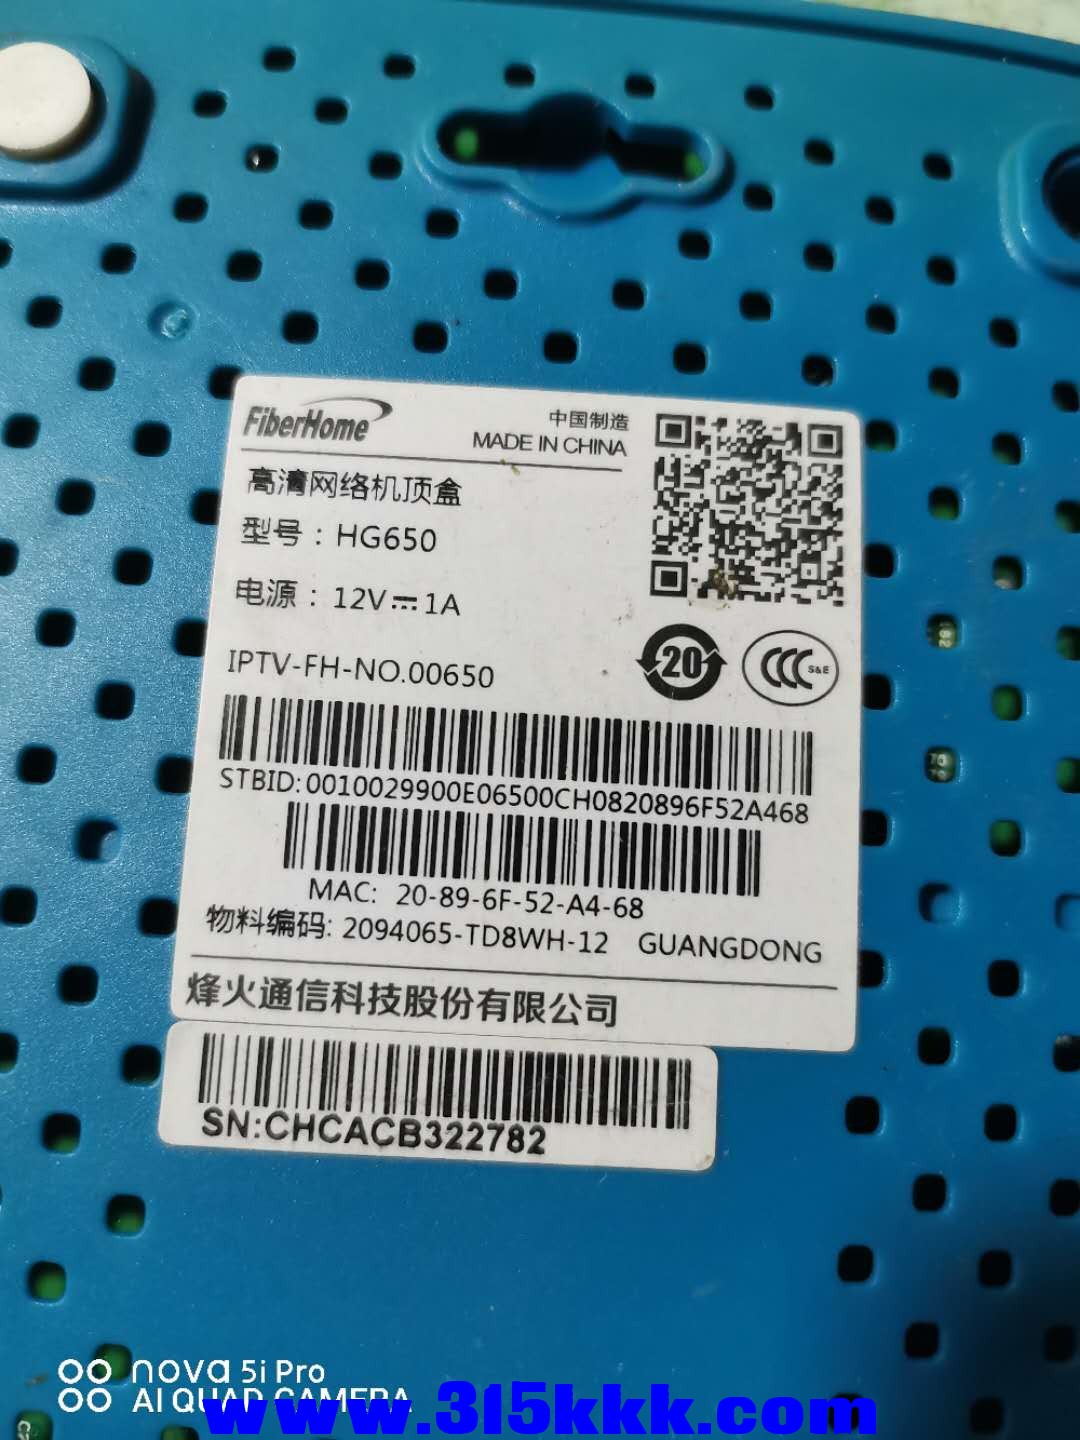 FiberHome
中国制造
MADE IN CHINA
高清网络机顶盒
型号：HG650
电源：12V⎓1A
IPTV-FH-NO.00650
20
CCC S&E
STBID:0010029900E06500CH0820896F52A468
MAC: 20-89-6F-52-A4-68
物料编码: 2094065-TD8WH-12 GUANGDONG
烽火通信科技股份有限公司
SN:CHCACB322782
nova 5i Pro
AI QUAD CAMERA
www.315kkk.com